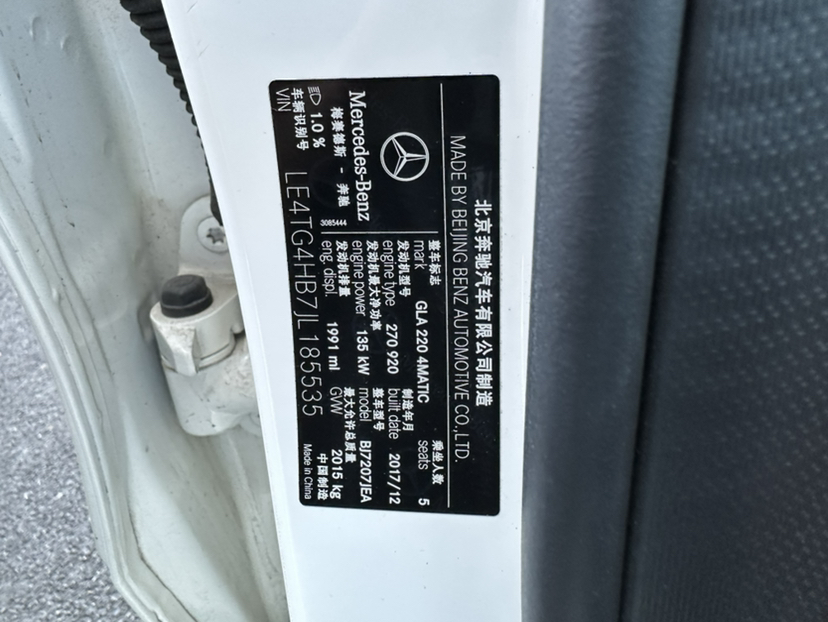 北京奔驰汽车有限公司制造
MADE BY BEIJING BENZ AUTOMOTIVE CO.,LTD.
整车标志 乘坐人数
mark GLA 220 4MATIC seats 5
发动机型号 制造年月
engine type 270 920 built date 2017/12
Mercedes-Benz 发动机最大净功率 整车型号
engine power 135 kW model BJ7207JEA
梅赛德斯 - 奔驰 3085444 发动机排量 最大允许总质量
eng. displ. 1991 ml GVW 2015 kg
1.0 %
车辆识别号 中国制造
VIN LE4TG4HB7JL185535 Made in China